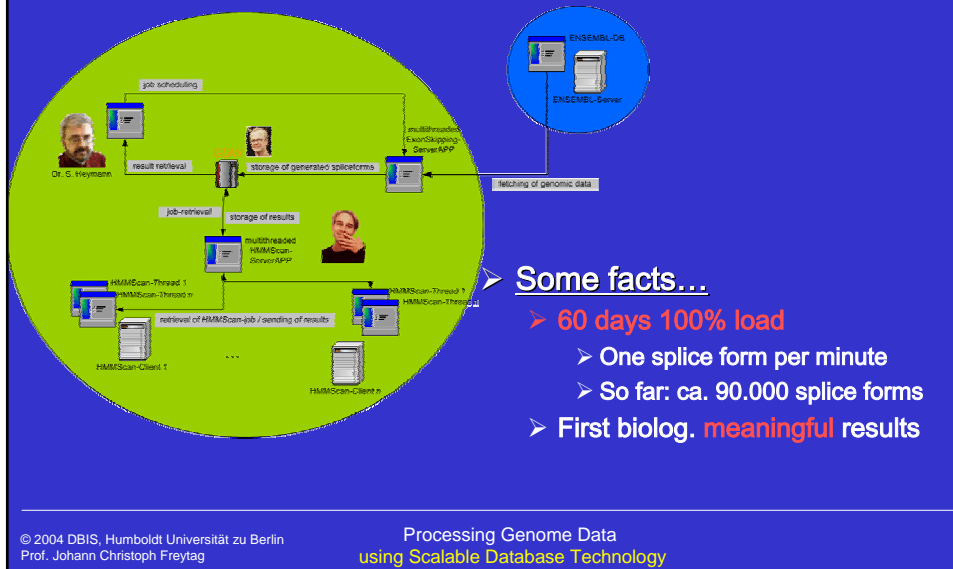 ENSEMBL-DB
ENSEMBL-Server
job scheduling
multithreaded
ExonSkipping-
ServerAPP
Dr. S. Heymann
result retrieval
storage of generated spliceforms
fetching of genomic data
job-retrieval
storage of results
multithreaded
HMMScan-
ServerAPP
HMMScan-Thread 1
HMMScan-Thread n
HMMScan-Thread 1
HMMScan-Thread
retrieval of HMMScan-job / sending of results
HMMScan-Client 1
...
HMMScan-Client n
➢ Some facts...
➢ 60 days 100% load
➢ One splice form per minute
➢ So far: ca. 90.000 splice forms
➢ First biolog. meaningful results
© 2004 DBIS, Humboldt Universität zu Berlin
Prof. Johann Christoph Freytag
Processing Genome Data
using Scalable Database Technology